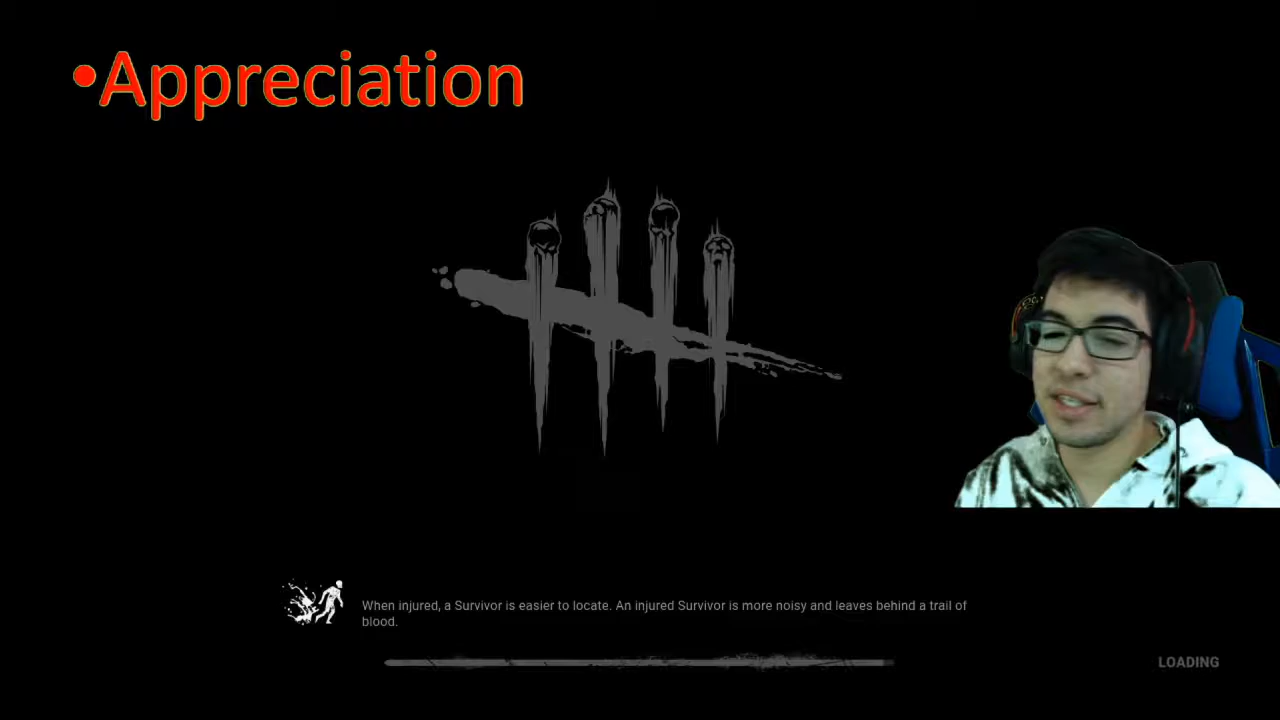 •Appreciation
When injured, a Survivor is easier to locate. An injured Survivor is more noisy and leaves behind a trail of
blood.
LOADING